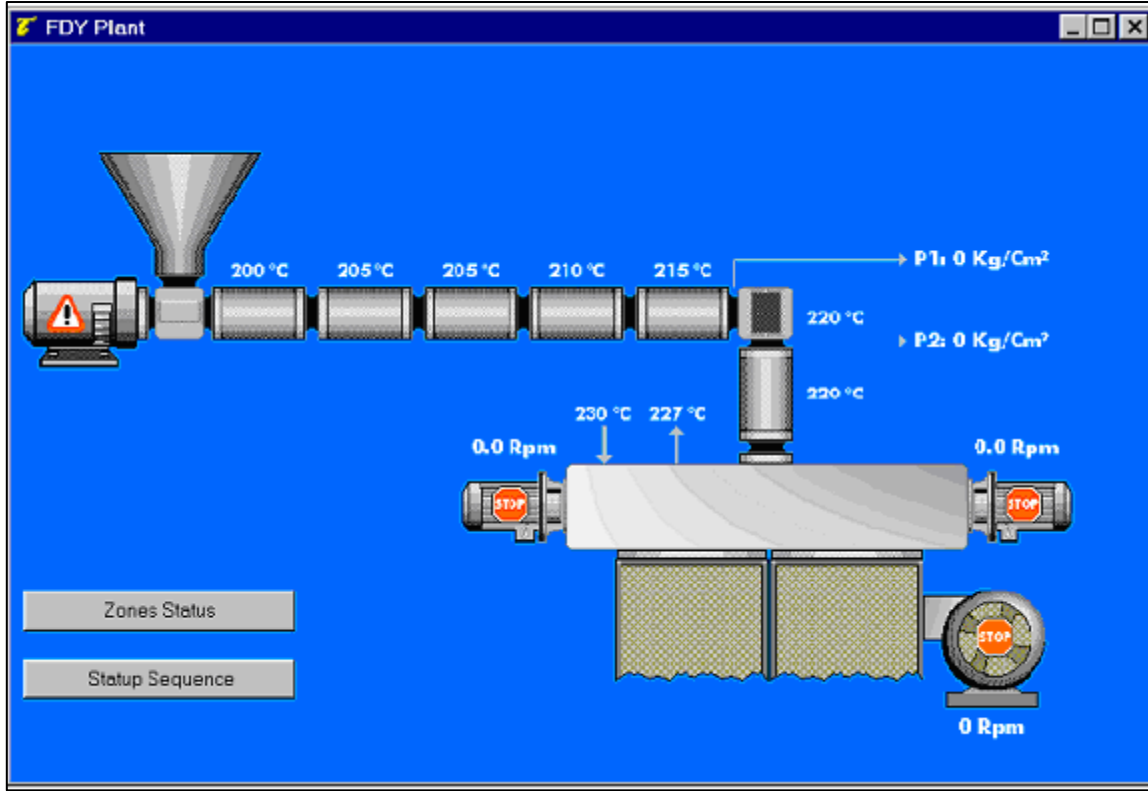 FDY Plant
200 °C
205 °C
205 °C
210 °C
215 °C
P1: 0 Kg/Cm²
220 °C
P2: 0 Kg/Cm²
220 °C
230 °C
227 °C
0.0 Rpm
0.0 Rpm
STOP
STOP
Zones Status
STOP
Statup Sequence
0 Rpm